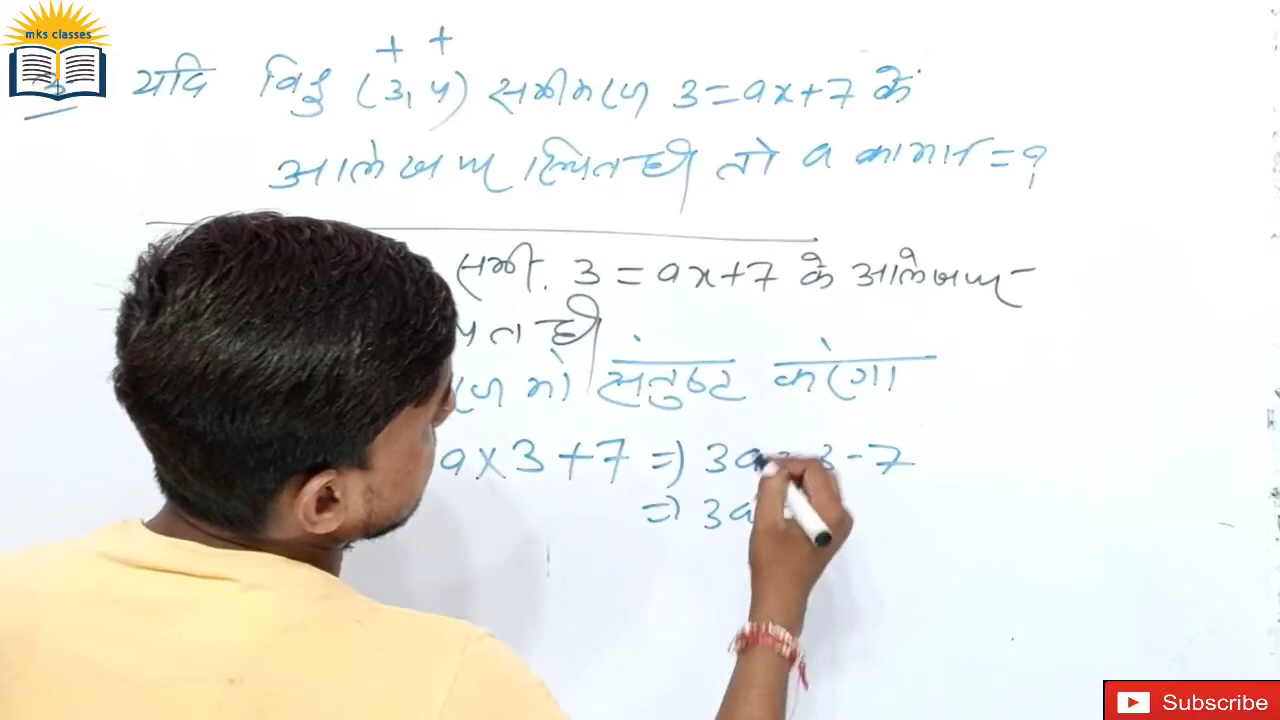 mks classes
+ +
यदि बिंदु (3, 4) समीकरण 3=ax+7 के
आलेख पर स्थित है तो a का मान = ?
समी. 3 = ax+7 के आलेख पर
को संतुष्ट करेगा
a×3+7 => 3a = 3-7
=> 3a
Subscribe